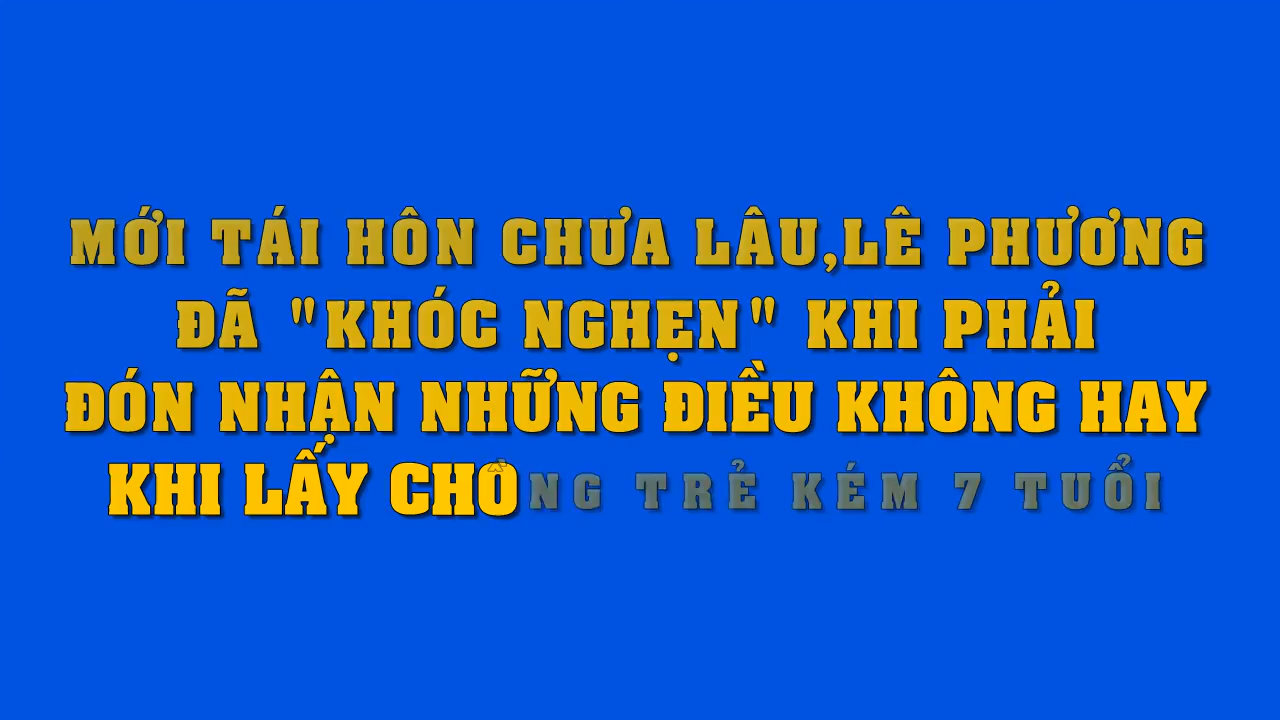 MỚI TÁI HÔN CHƯA LÂU,LÊ PHƯƠNG
ĐÃ "KHÓC NGHẸN" KHI PHẢI
ĐÓN NHẬN NHỮNG ĐIỀU KHÔNG HAY
KHI LẤY CHỒNG TRẺ KÉM 7 TUỔI